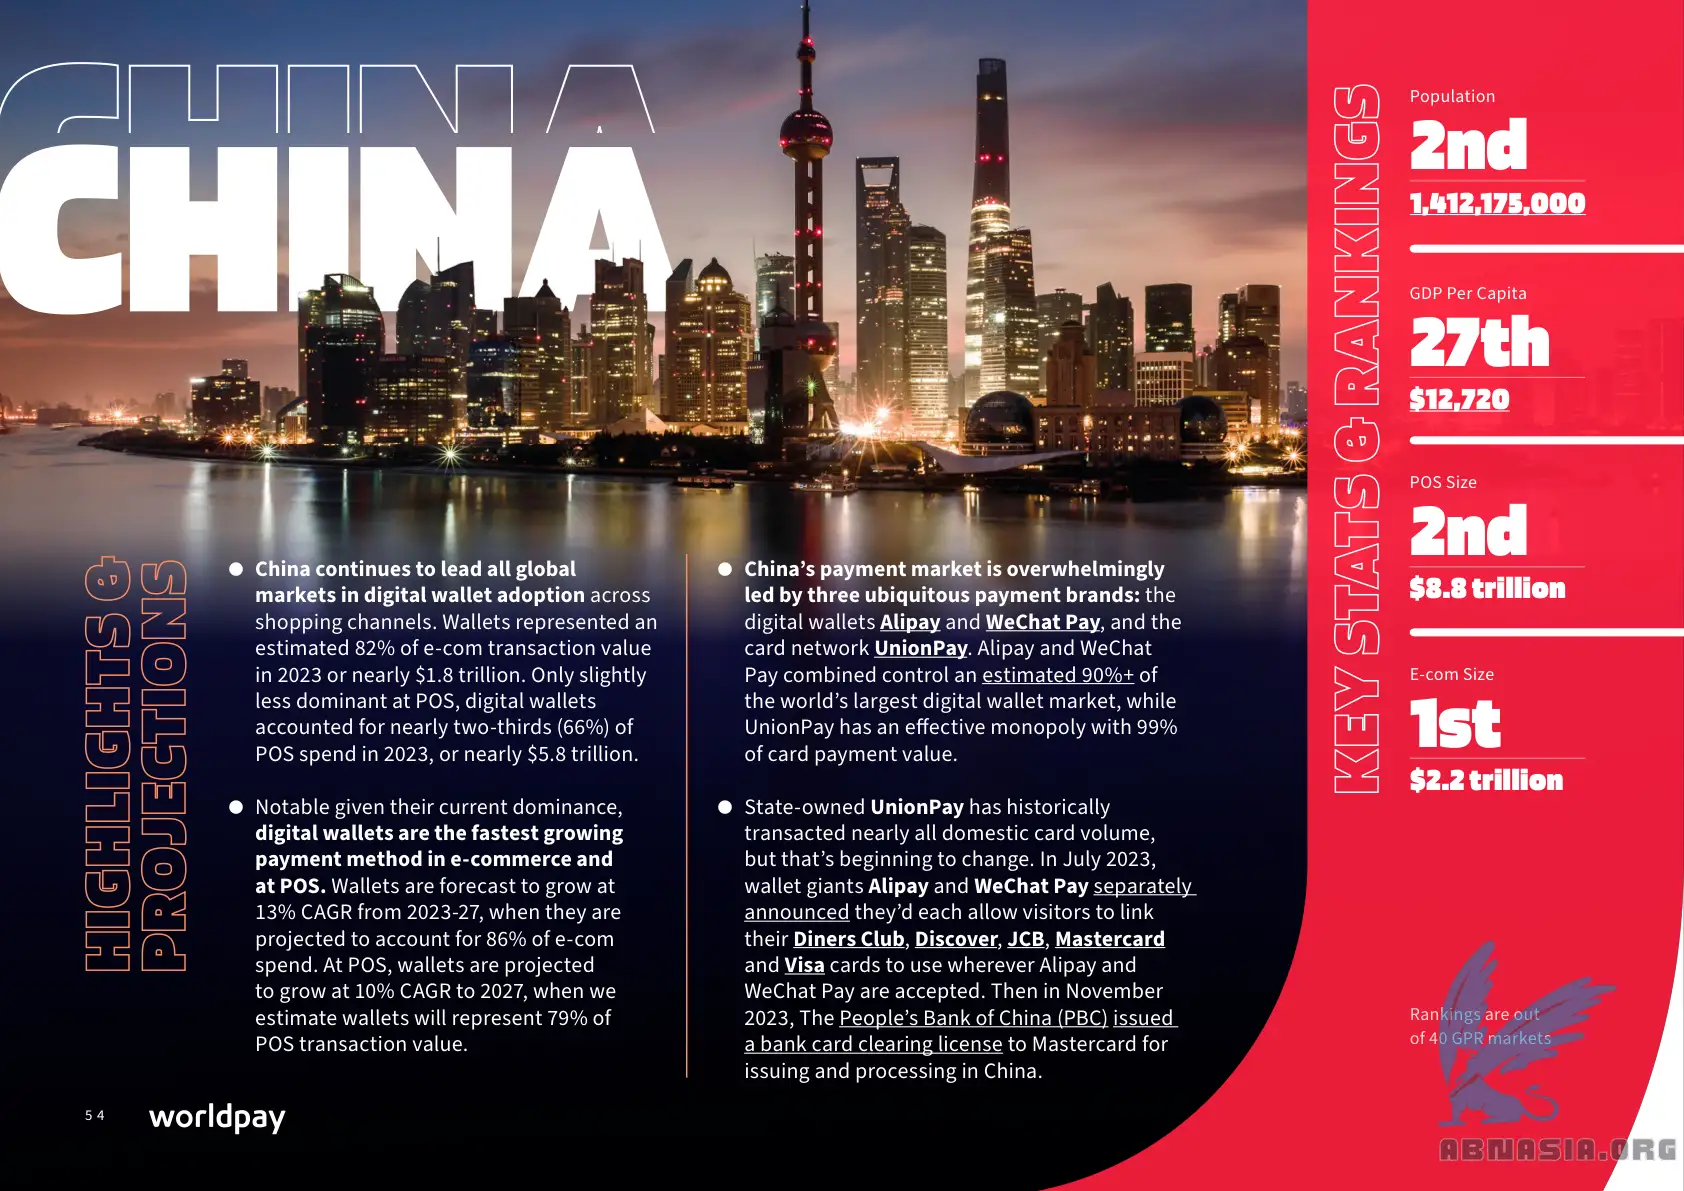 CHINA
CHINA
HIGHLIGHTS &
PROJECTIONS
● China continues to lead all global
markets in digital wallet adoption across
shopping channels. Wallets represented an
estimated 82% of e-com transaction value
in 2023 or nearly $1.8 trillion. Only slightly
less dominant at POS, digital wallets
accounted for nearly two-thirds (66%) of
POS spend in 2023, or nearly $5.8 trillion.
● Notable given their current dominance,
digital wallets are the fastest growing
payment method in e-commerce and
at POS. Wallets are forecast to grow at
13% CAGR from 2023-27, when they are
projected to account for 86% of e-com
spend. At POS, wallets are projected
to grow at 10% CAGR to 2027, when we
estimate wallets will represent 79% of
POS transaction value.
● China’s payment market is overwhelmingly
led by three ubiquitous payment brands: the
digital wallets Alipay and WeChat Pay, and the
card network UnionPay. Alipay and WeChat
Pay combined control an estimated 90%+ of
the world’s largest digital wallet market, while
UnionPay has an effective monopoly with 99%
of card payment value.
● State-owned UnionPay has historically
transacted nearly all domestic card volume,
but that’s beginning to change. In July 2023,
wallet giants Alipay and WeChat Pay separately
announced they’d each allow visitors to link
their Diners Club, Discover, JCB, Mastercard
and Visa cards to use wherever Alipay and
WeChat Pay are accepted. Then in November
2023, The People’s Bank of China (PBC) issued
a bank card clearing license to Mastercard for
issuing and processing in China.
KEY STATS & RANKINGS
Population
2nd
1,412,175,000
GDP Per Capita
27th
$12,720
POS Size
2nd
$8.8 trillion
E-com Size
1st
$2.2 trillion
Rankings are out
of 40 GPR markets
54
worldpay
ABNASIA.ORG